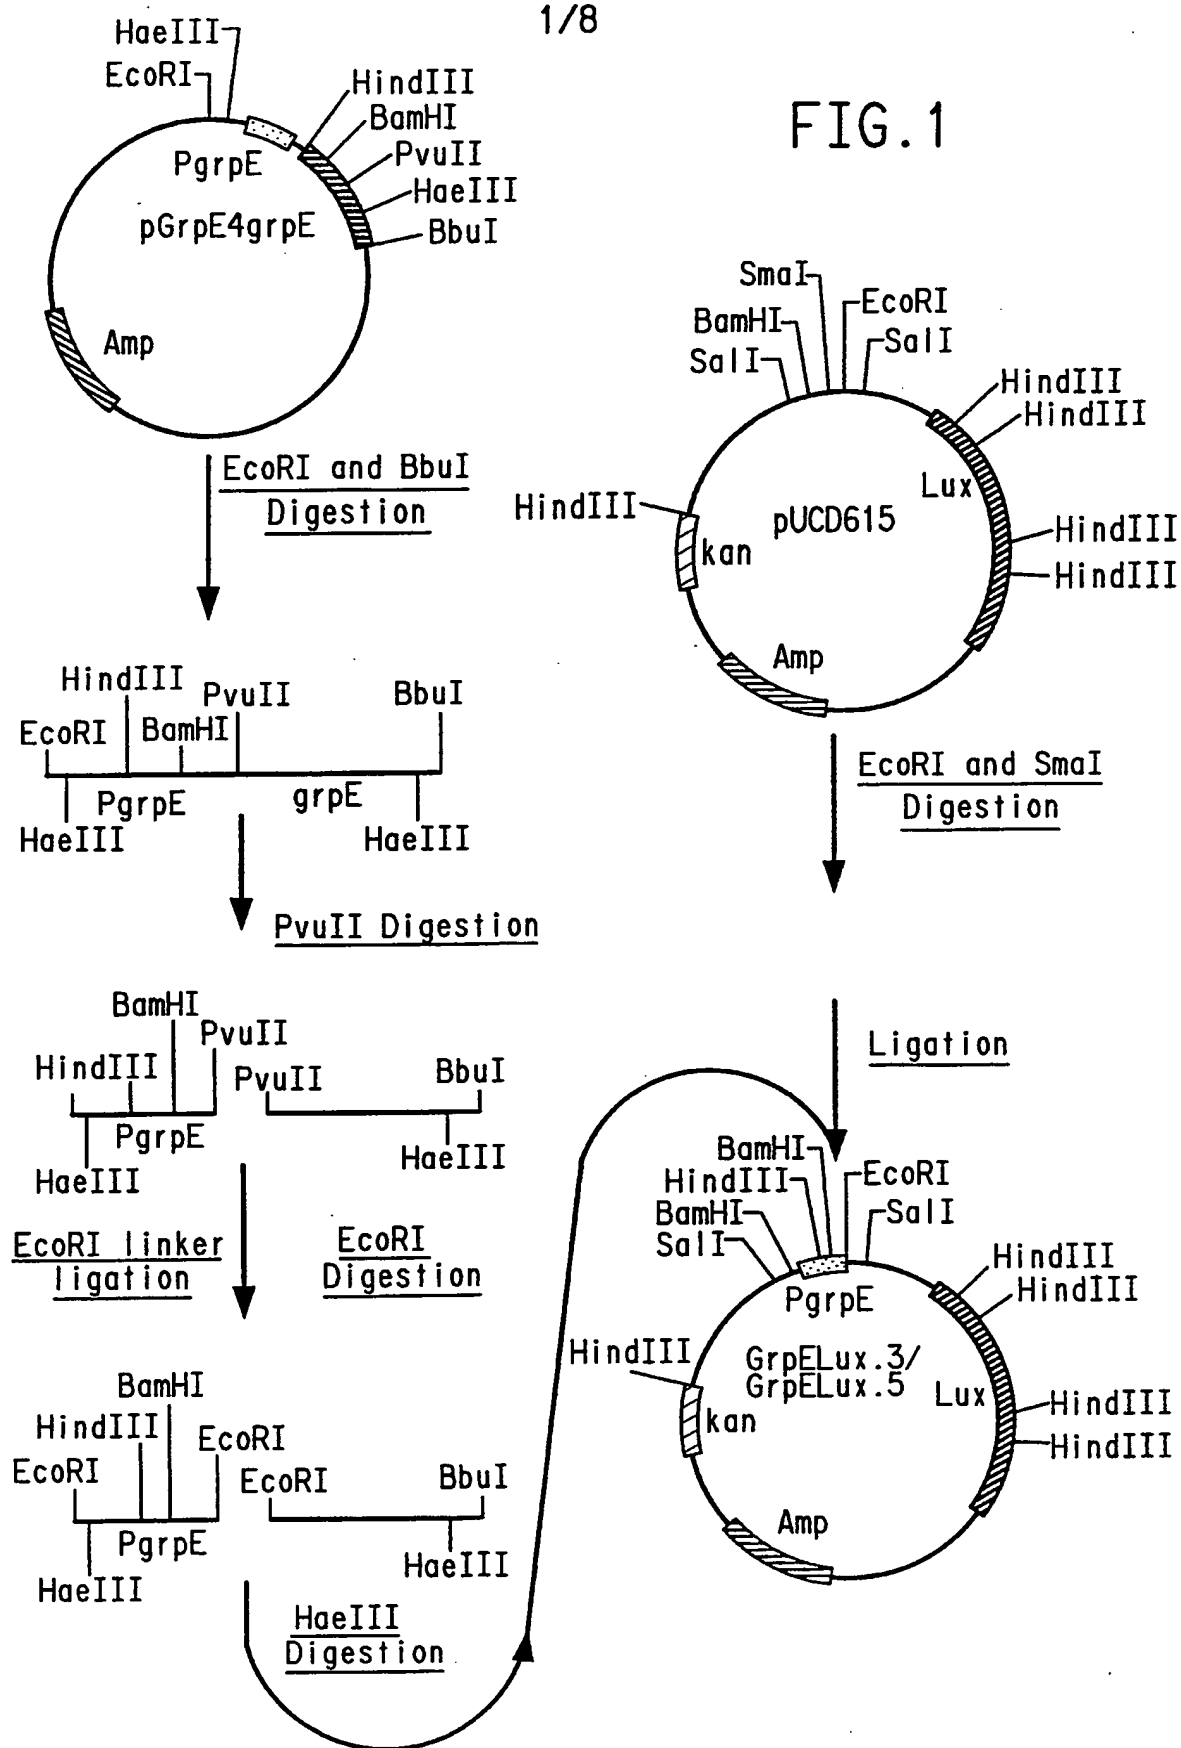 1/8
FIG.1
HaeIII
EcoRI
HindIII
BamHI
PvuII
HaeIII
BbuI
PgrpE
pGrpE4grpE
Amp
EcoRI and BbuI
Digestion
HindIII
PvuII
BbuI
EcoRI
BamHI
PgrpE
grpE
HaeIII
HaeIII
PvuII Digestion
BamHI
PvuII
HindIII
PvuII
BbuI
PgrpE
HaeIII
HaeIII
EcoRI linker
ligation
EcoRI
Digestion
BamHI
HindIII
EcoRI
EcoRI
EcoRI
BbuI
PgrpE
HaeIII
HaeIII
HaeIII
Digestion
SmaI
EcoRI
BamHI
SalI
SalI
HindIII
HindIII
Lux
HindIII
pUCD615
HindIII
kan
HindIII
Amp
EcoRI and SmaI
Digestion
Ligation
BamHI
EcoRI
HindIII
BamHI
SalI
SalI
HindIII
HindIII
PgrpE
HindIII
GrpELux.3/
GrpELux.5
Lux
HindIII
kan
HindIII
Amp